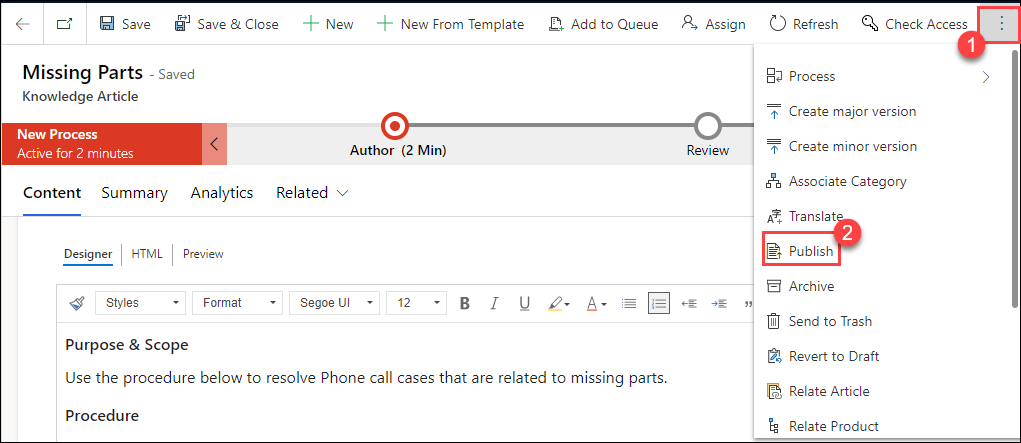 Save
Save & Close
New
New From Template
Add to Queue
Assign
Refresh
Check Access
1
Missing Parts - Saved
Knowledge Article
New Process
Active for 2 minutes
Author (2 Min)
Review
Content
Summary
Analytics
Related
Designer
HTML
Preview
Styles
Format
Segoe UI
12
B
I
U
A
”
Purpose & Scope
Use the procedure below to resolve Phone call cases that are related to missing parts.
Procedure
Process
Create major version
Create minor version
Associate Category
Translate
2
Publish
Archive
Send to Trash
Revert to Draft
Relate Article
Relate Product